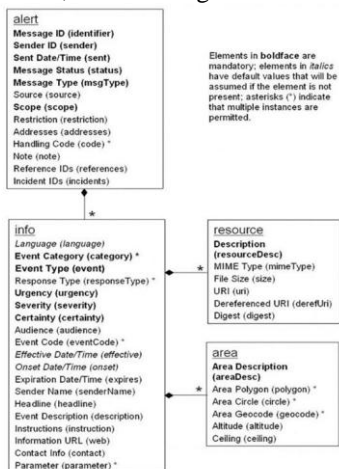 alert
Message ID (identifier)
Sender ID (sender)
Sent Date/Time (sent)
Message Status (status)
Message Type (msgType)
Source (source)
Scope (scope)
Restriction (restriction)
Addresses (addresses)
Handling Code (code) *
Note (note)
Reference IDs (references)
Incident IDs (incidents)
Elements in boldface are
mandatory; elements in italics
have default values that will be
assumed if the element is not
present; asterisks (*) indicate
that multiple instances are
permitted.
*
info
Language (language)
Event Category (category) *
Event Type (event)
Response Type (responseType) *
Urgency (urgency)
Severity (severity)
Certainty (certainty)
Audience (audience)
Event Code (eventCode) *
Effective Date/Time (effective)
Onset Date/Time (onset)
Expiration Date/Time (expires)
Sender Name (senderName)
Headline (headline)
Event Description (description)
Instructions (instruction)
Information URL (web)
Contact Info (contact)
Parameter (parameter) *
*
resource
Description
(resourceDesc)
MIME Type (mimeType)
File Size (size)
URI (uri)
Dereferenced URI (derefUri)
Digest (digest)
*
area
Area Description
(areaDesc)
Area Polygon (polygon) *
Area Circle (circle) *
Area Geocode (geocode) *
Altitude (altitude)
Ceiling (ceiling)